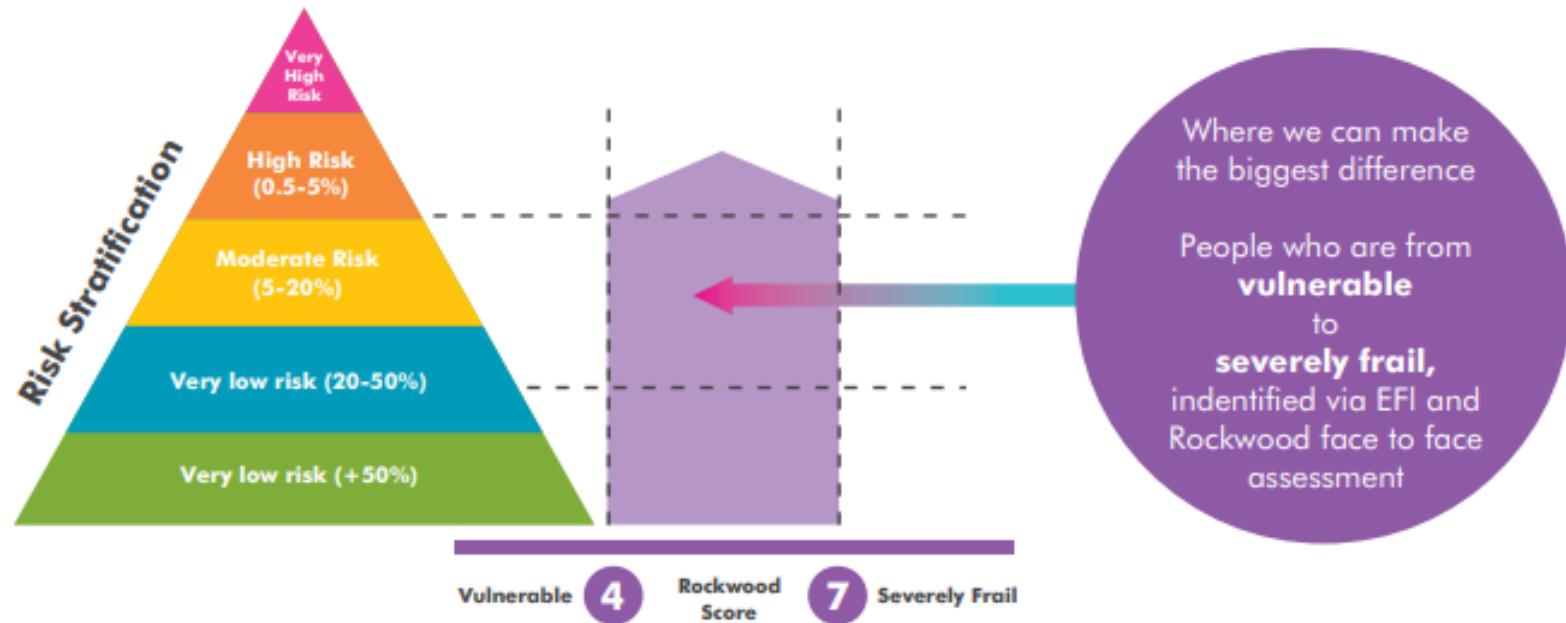 Risk Stratification
Very
High
Risk
High Risk
(0.5-5%)
Moderate Risk
(5-20%)
Very low risk (20-50%)
Very low risk (+50%)
Vulnerable
4
Rockwood
Score
7
Severely Frail
Where we can make
the biggest difference
People who are from
vulnerable
to
severely frail,
indentified via EFI and
Rockwood face to face
assessment